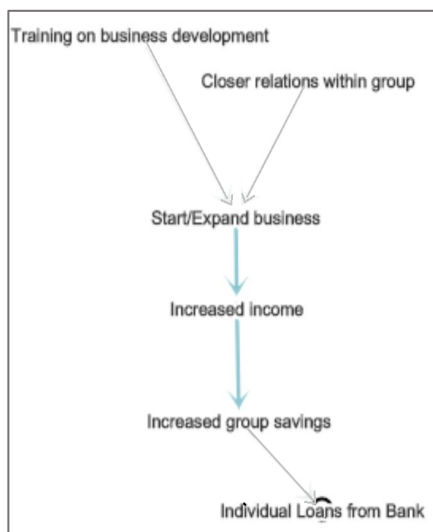 Training on business development
Closer relations within group
Start/Expand business
Increased income
Increased group savings
Individual Loans from Bank